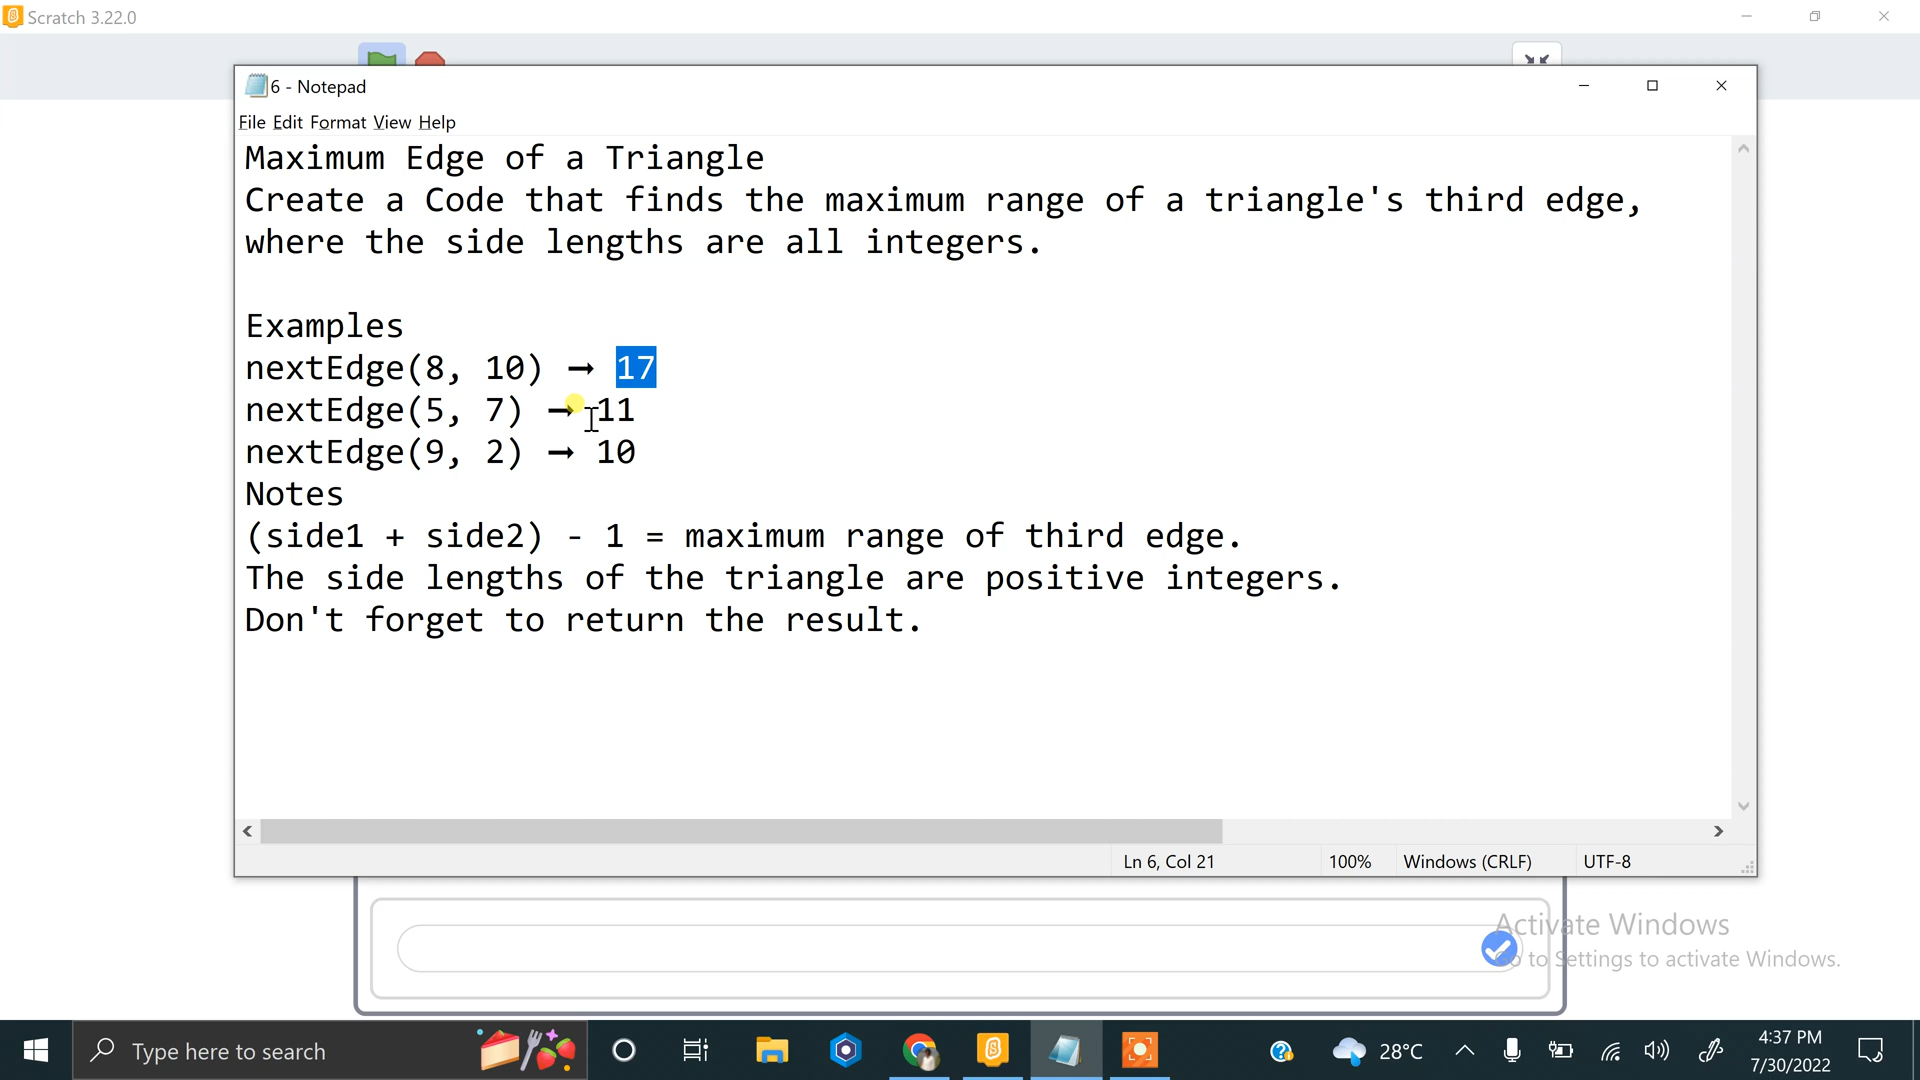 Scratch 3.22.0
6 - Notepad
File Edit Format View Help
Maximum Edge of a Triangle
Create a Code that finds the maximum range of a triangle's third edge,
where the side lengths are all integers.
Examples
nextEdge(8, 10) → 17
nextEdge(5, 7) → 11
nextEdge(9, 2) → 10
Notes
(side1 + side2) - 1 = maximum range of third edge.
The side lengths of the triangle are positive integers.
Don't forget to return the result.
Ln 6, Col 21
100%
Windows (CRLF)
UTF-8
Activate Windows
Go to Settings to activate Windows.
Type here to search
28°C
4:37 PM
7/30/2022